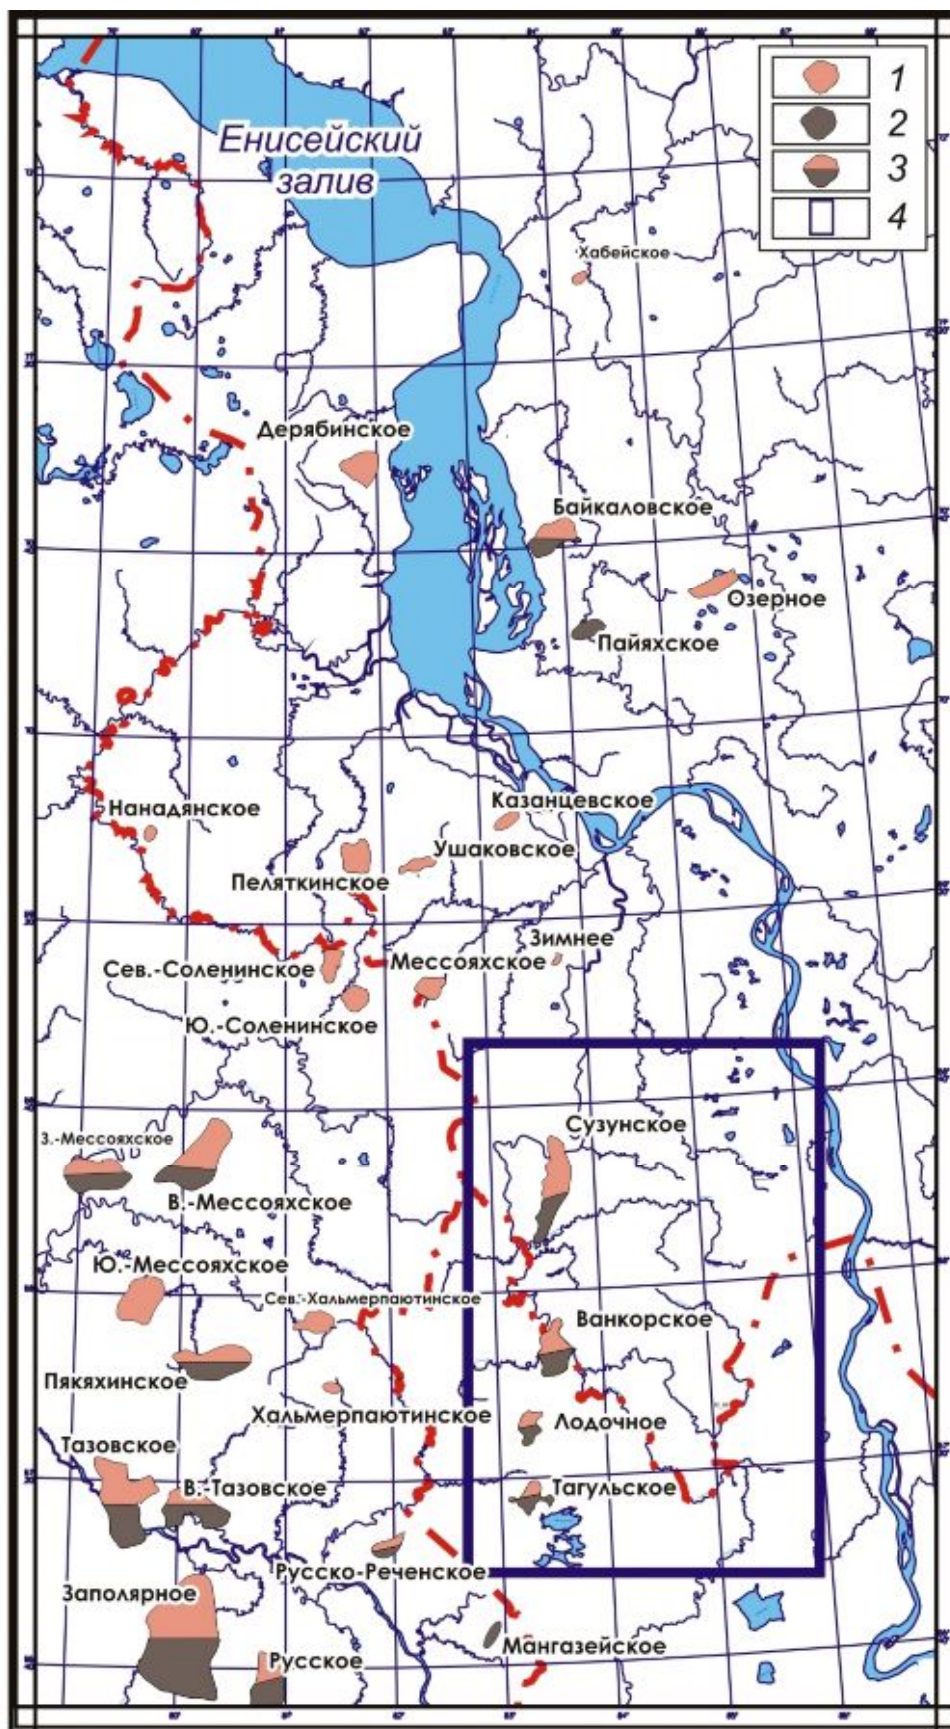 1
2
3
4
Енисейский
залив
Хабейское
Дерябинское
Байкаловское
Озерное
Пайяхское
Казанцевское
Нанадянское
Ушаковское
Пеляткинское
Зимнее
Мессояхское
Сев.-Соленинское
Ю.-Соленинское
Сузунское
З.-Мессояхское
В.-Мессояхское
Ю.-Мессояхское
Сев.-Хальмерпаютинское
Ванкорское
Пякяхинское
Хальмерпаютинское
Лодочное
Тазовское
В.-Тазовское
Тагульское
Русско-Реченское
Заполярное
Мангазейское
Русское